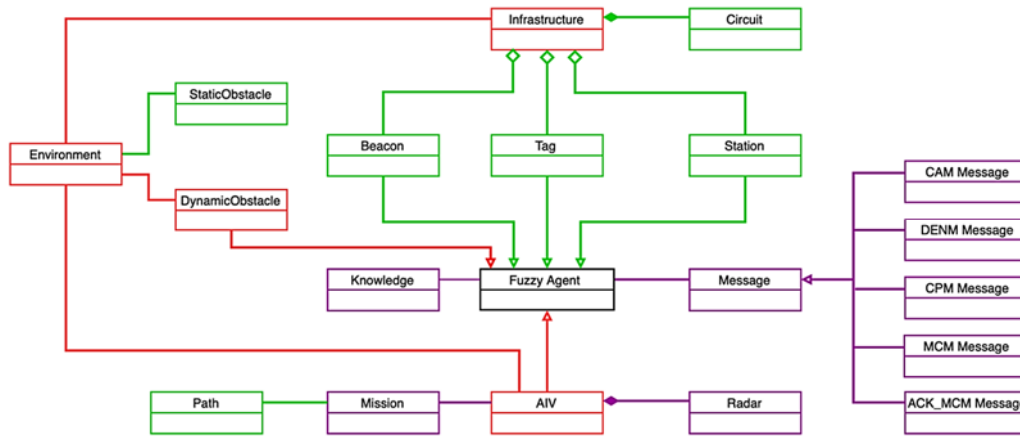 Infrastructure
Circuit
StaticObstacle
Environment
Beacon
Tag
Station
CAM Message
DynamicObstacle
DENM Message
Knowledge
Fuzzy Agent
Message
CPM Message
MCM Message
Path
Mission
AIV
Radar
ACK_MCM Message